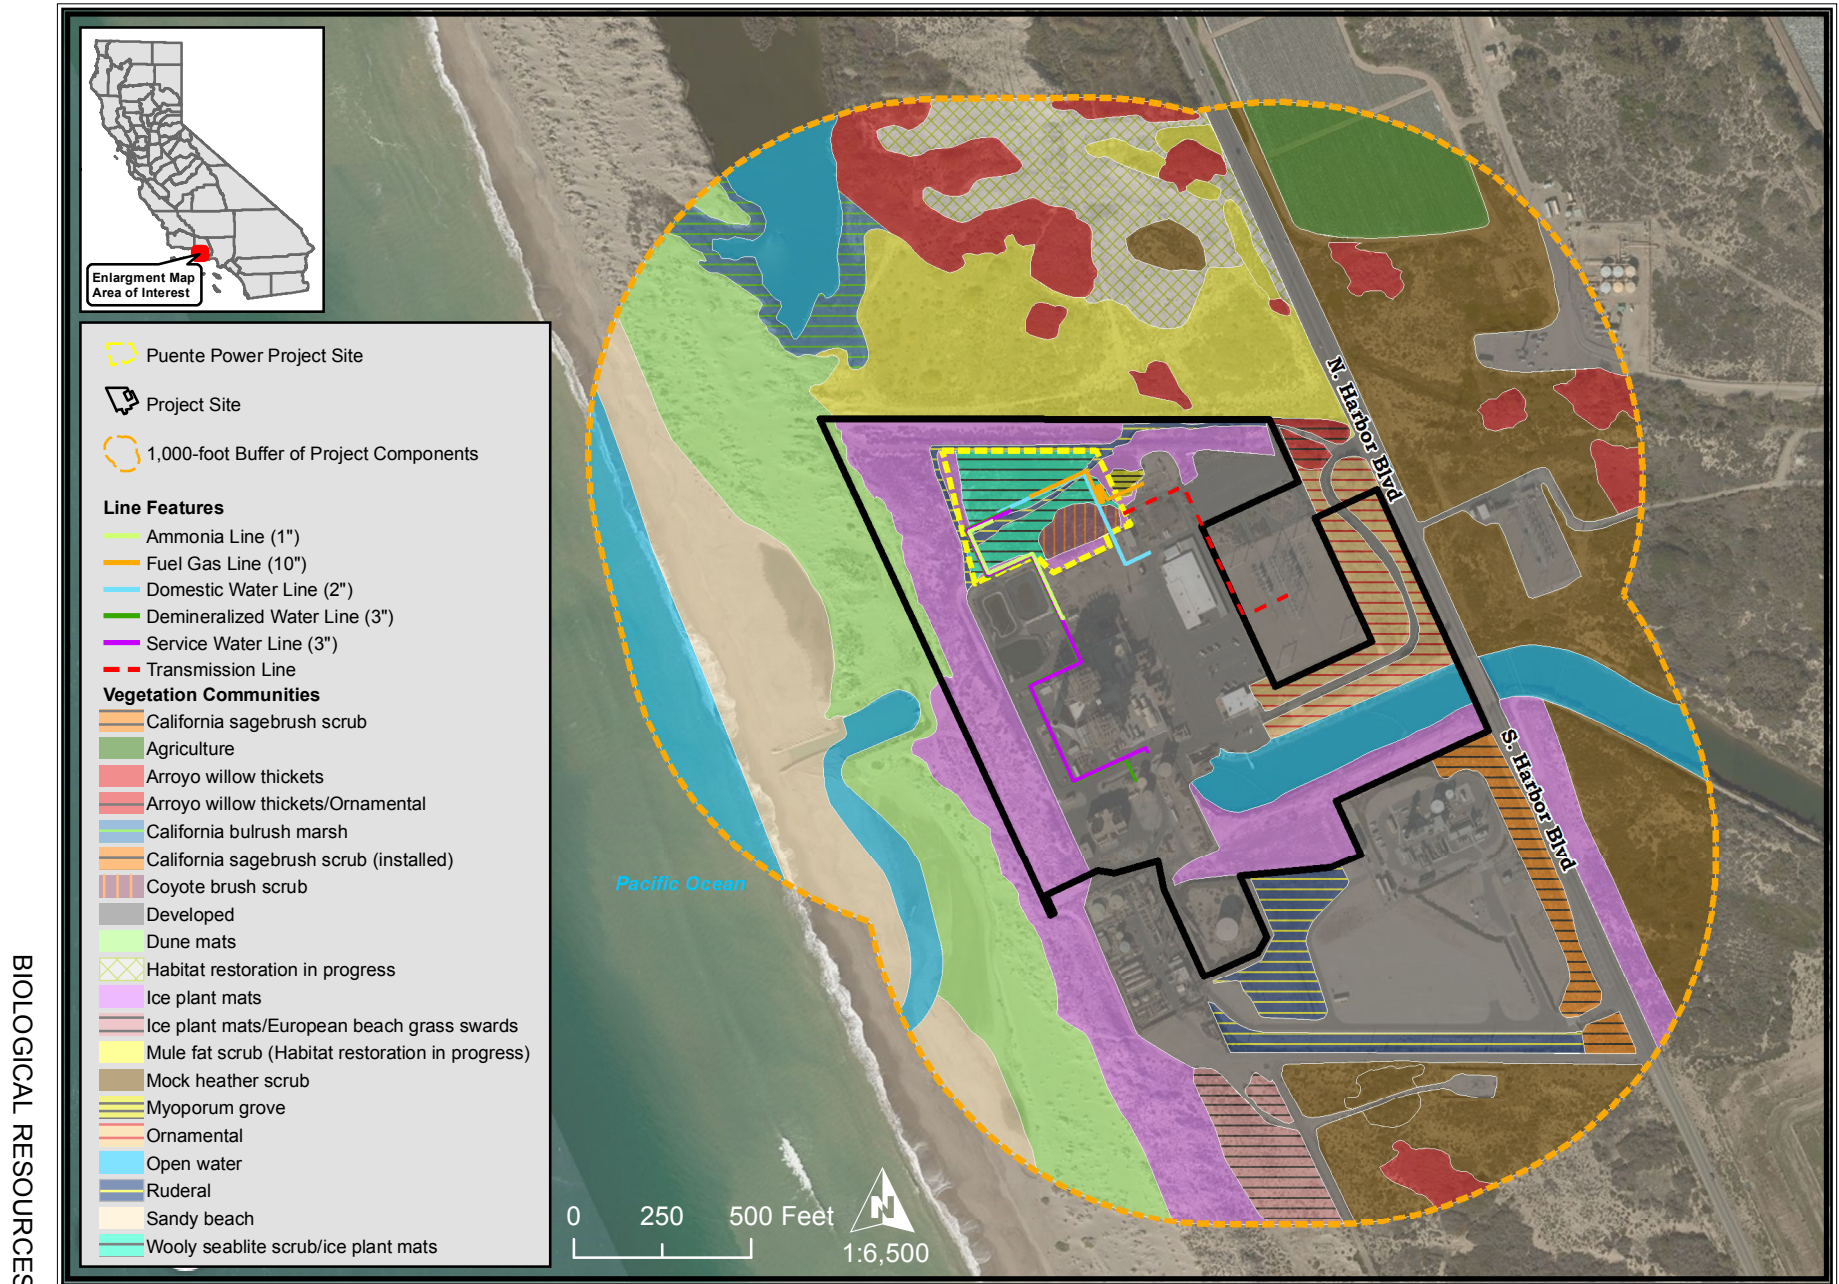 Enlargment Map
Area of Interest
Puente Power Project Site
Project Site
1,000-foot Buffer of Project Components
Line Features
Ammonia Line (1")
Fuel Gas Line (10")
Domestic Water Line (2")
Demineralized Water Line (3")
Service Water Line (3")
Transmission Line
Vegetation Communities
California sagebrush scrub
Agriculture
Arroyo willow thickets
Arroyo willow thickets/Ornamental
California bulrush marsh
California sagebrush scrub (installed)
Coyote brush scrub
Developed
Dune mats
Habitat restoration in progress
Ice plant mats
Ice plant mats/European beach grass swards
Mule fat scrub (Habitat restoration in progress)
Mock heather scrub
Myoporum grove
Ornamental
Open water
Ruderal
Sandy beach
Wooly seablite scrub/ice plant mats
N. Harbor Blvd
S. Harbor Blvd
Pacific Ocean
0 250 500 Feet
N
1:6,500
BIOLOGICAL RESOURCES